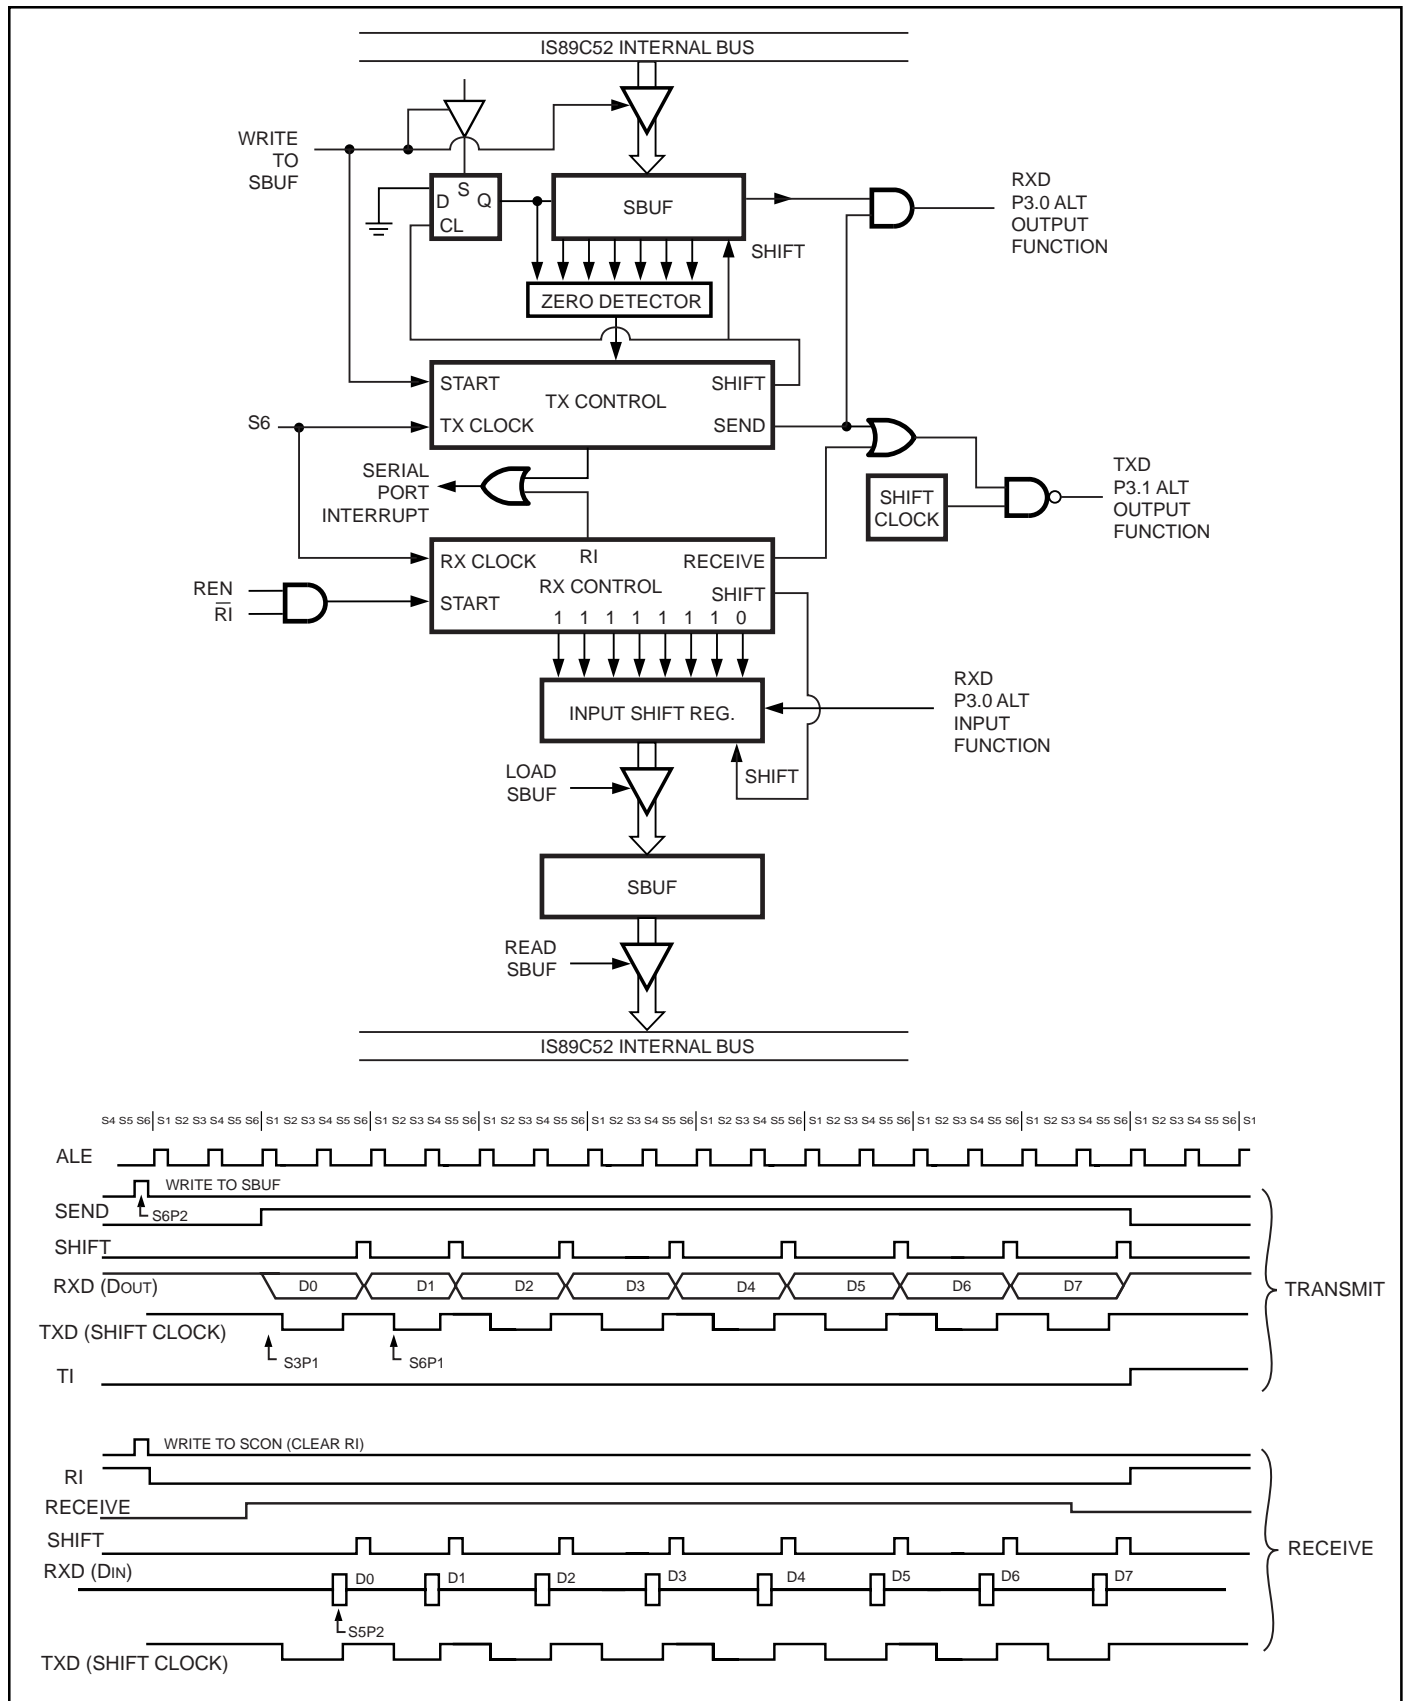 IS89C52 INTERNAL BUS
WRITE
TO
SBUF
D S Q
CL
SBUF
SHIFT
RXD
P3.0 ALT
OUTPUT
FUNCTION
ZERO DETECTOR
START SHIFT
TX CONTROL
S6 TX CLOCK SEND
SERIAL
PORT
INTERRUPT
SHIFT
CLOCK
TXD
P3.1 ALT
OUTPUT
FUNCTION
RX CLOCK RI RECEIVE
RX CONTROL
SHIFT
REN
RI
START
1 1 1 1 1 1 1 0
INPUT SHIFT REG.
RXD
P3.0 ALT
INPUT
FUNCTION
LOAD
SBUF
SHIFT
SBUF
READ
SBUF
IS89C52 INTERNAL BUS
S4 S5 S6 S1 S2 S3 S4 S5 S6 S1 S2 S3 S4 S5 S6 S1 S2 S3 S4 S5 S6 S1 S2 S3 S4 S5 S6 S1 S2 S3 S4 S5 S6 S1 S2 S3 S4 S5 S6 S1 S2 S3 S4 S5 S6 S1 S2 S3 S4 S5 S6 S1 S2 S3 S4 S5 S6 S1 S2 S3 S4 S5 S6 S1
ALE
WRITE TO SBUF
SEND S6P2
SHIFT
RXD (DOUT) D0 D1 D2 D3 D4 D5 D6 D7
TRANSMIT
TXD (SHIFT CLOCK)
S3P1 S6P1
TI
WRITE TO SCON (CLEAR RI)
RI
RECEIVE
SHIFT
RECEIVE
RXD (DIN) D0 D1 D2 D3 D4 D5 D6 D7
S5P2
TXD (SHIFT CLOCK)